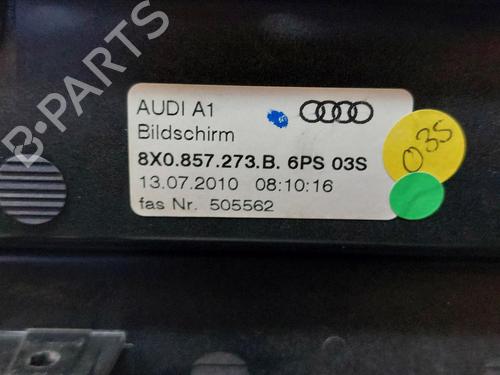 B-PARTS
AUDI A1
Bildschirm
8X0.857.273.B. 6PS 03S
13.07.2010 08:10:16
fas Nr. 505562
03S